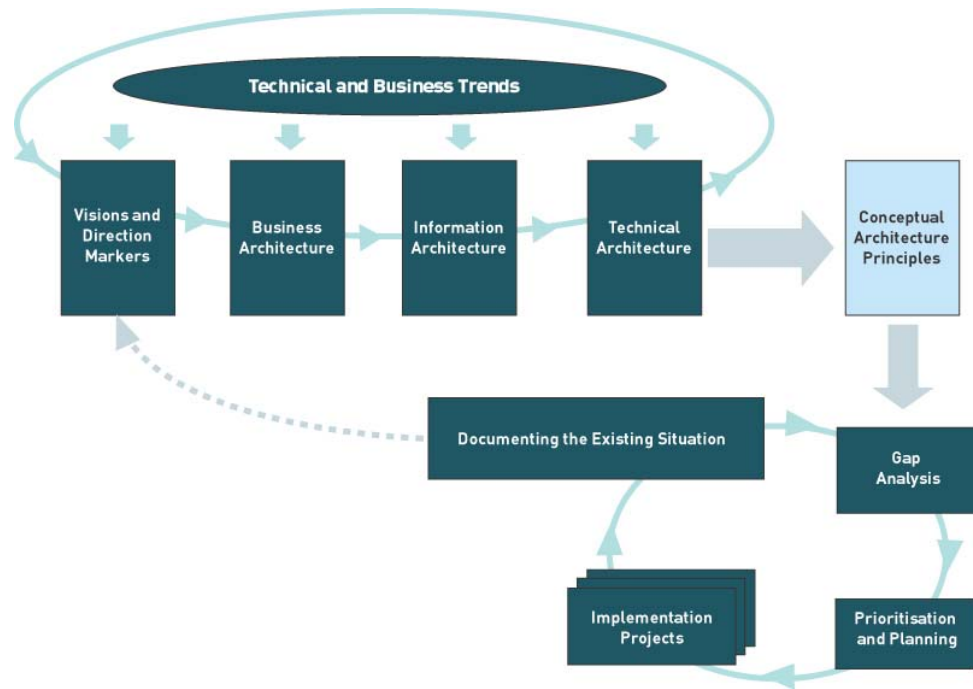 Technical and Business Trends
Visions and
Direction
Markers
Business
Architecture
Information
Architecture
Technical
Architecture
Conceptual
Architecture
Principles
Documenting the Existing Situation
Gap
Analysis
Implementation
Projects
Prioritisation
and Planning